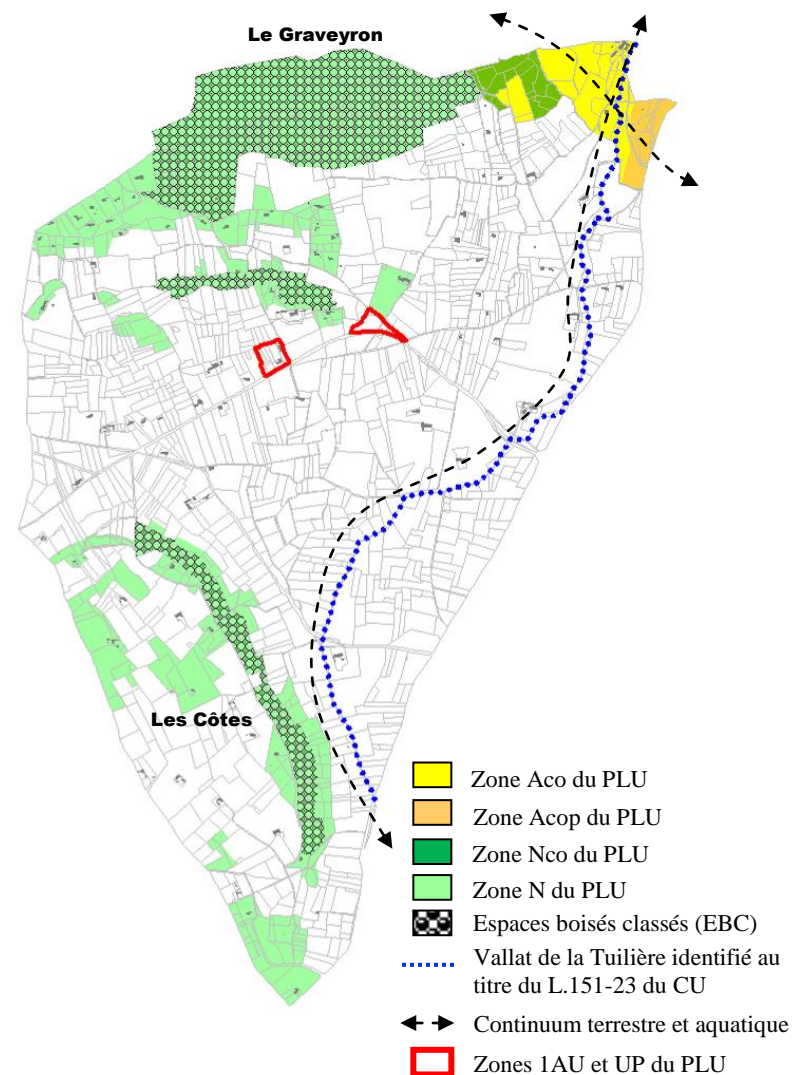 Le Graveyron
Les Côtes
Zone Aco du PLU
Zone Acop du PLU
Zone Nco du PLU
Zone N du PLU
Espaces boisés classés (EBC)
Vallat de la Tuilière identifié au
titre du L.151-23 du CU
Continuum terrestre et aquatique
Zones 1AU et UP du PLU